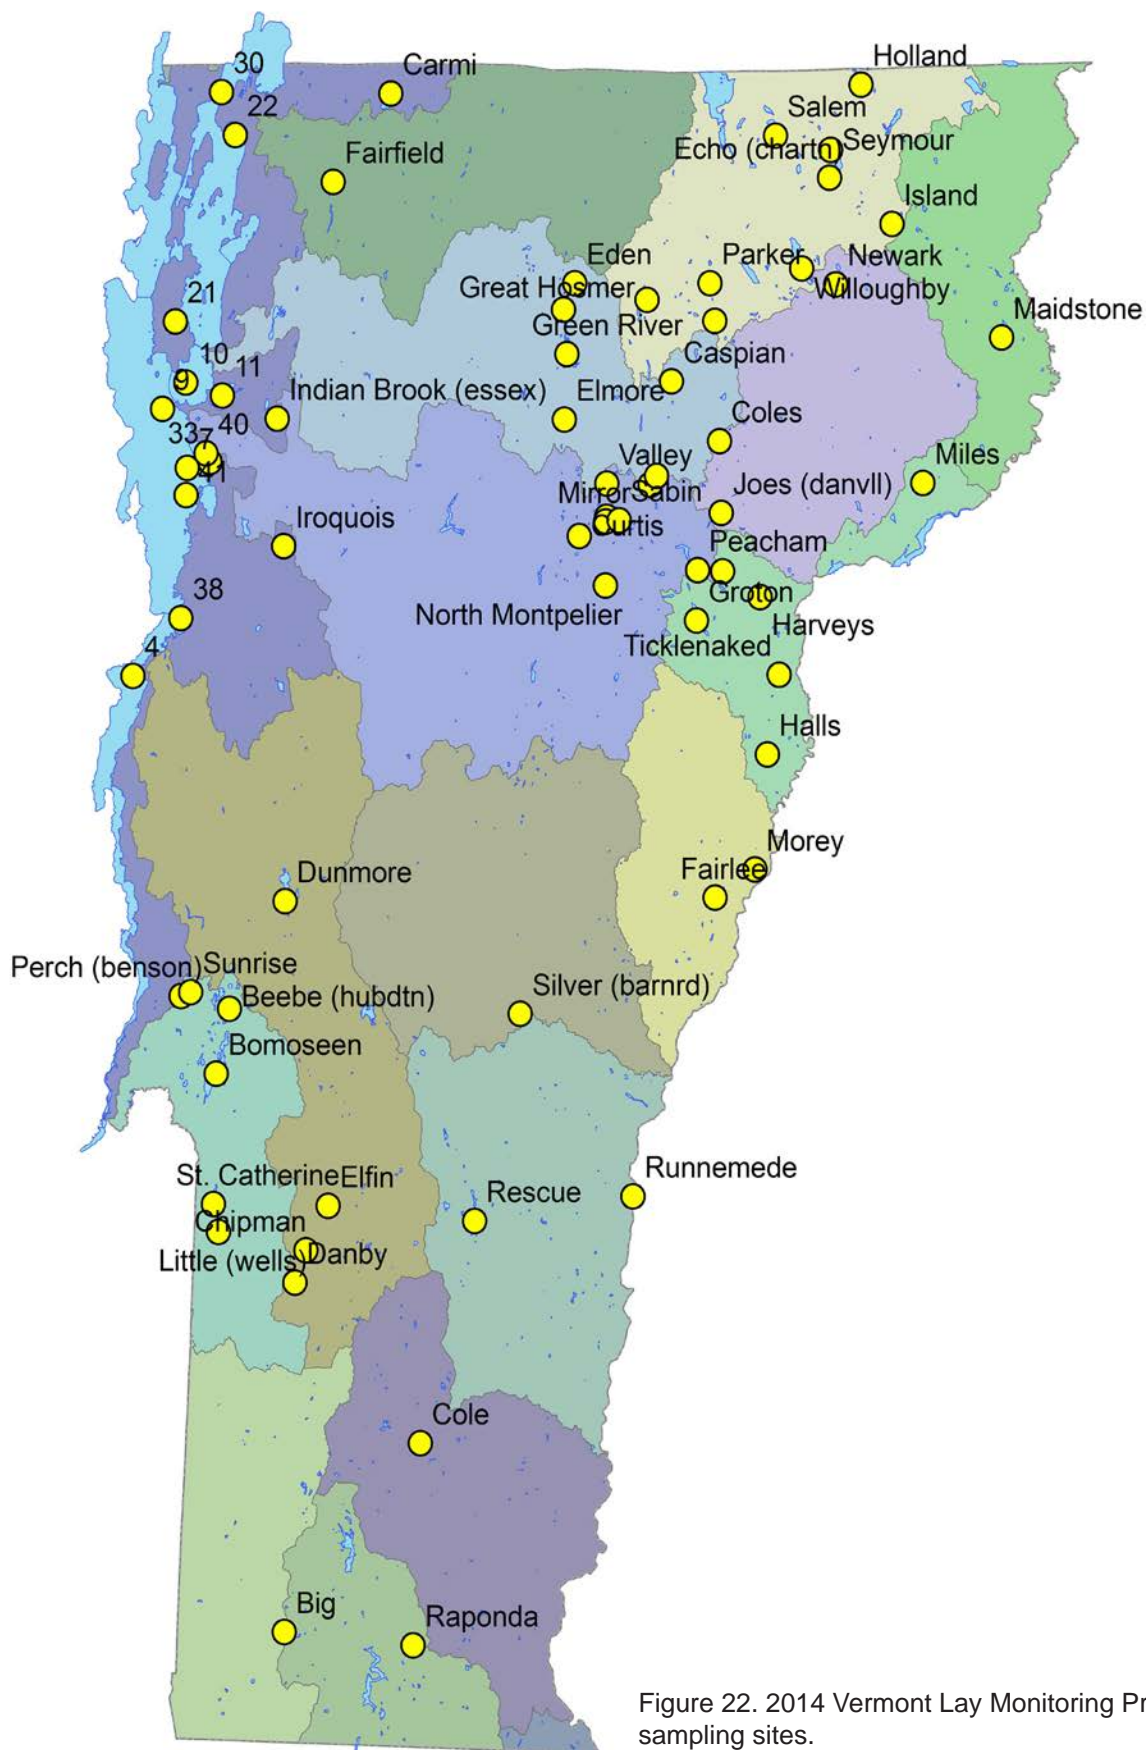 Holland
30
Carmi
22
Salem
Echo (chartn)
Seymour
Fairfield
Island
Eden
Parker
Newark
Great Hosmer
Willoughby
21
Green River
Maidstone
10
11
Caspian
9
Indian Brook (essex)
Elmore
33
40
7
Coles
41
Valley
Miles
Mirror
Sabin
Joes (danvll)
Iroquois
Curtis
Peacham
38
North Montpelier
Groton
Harveys
4
Ticklenaked
Halls
Morey
Dunmore
Fairlee
Perch (benson)
Sunrise
Beebe (hubdtn)
Silver (barnrd)
Bomoseen
St. Catherine
Elfin
Runnemede
Chipman
Rescue
Little (wells)
Danby
Cole
Big
Raponda
Figure 22. 2014 Vermont Lay Monitoring
sampling sites.